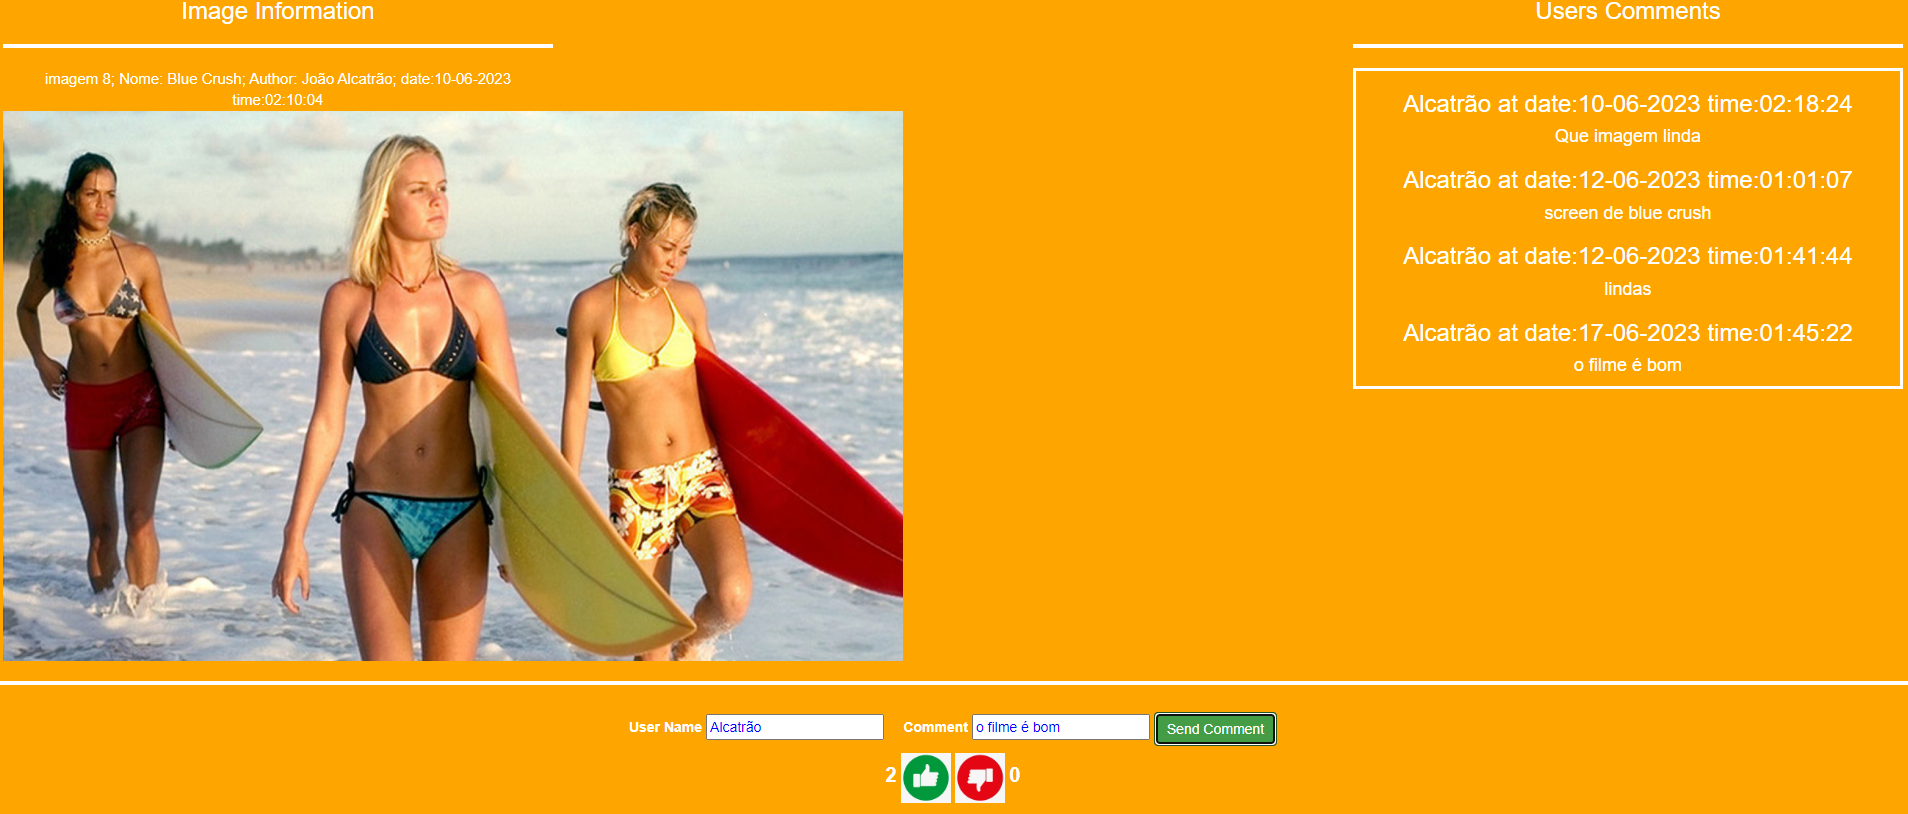 Image Information
imagem 8; Nome: Blue Crush; Author: João Alcatrão; date:10-06-2023
time:02:10:04
Users Comments
Alcatrão at date:10-06-2023 time:02:18:24
Que imagem linda
Alcatrão at date:12-06-2023 time:01:01:07
screen de blue crush
Alcatrão at date:12-06-2023 time:01:41:44
lindas
Alcatrão at date:17-06-2023 time:01:45:22
o filme é bom
User Name Alcatrão Comment o filme é bom Send Comment
2 0